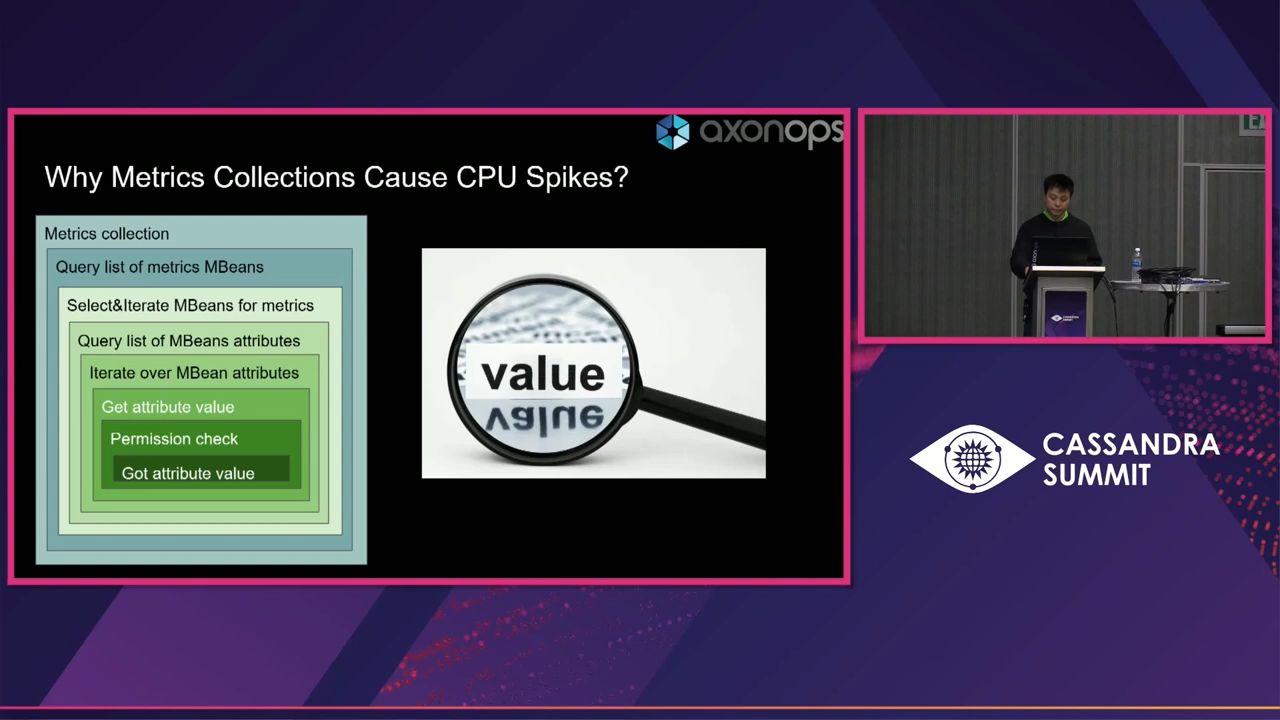 axonops
Why Metrics Collections Cause CPU Spikes?
Metrics collection
Query list of metrics MBeans
Select&Iterate MBeans for metrics
Query list of MBeans attributes
Iterate over MBean attributes
Get attribute value
Permission check
Got attribute value
value
value
EX
CASSANDRA
SUMMIT